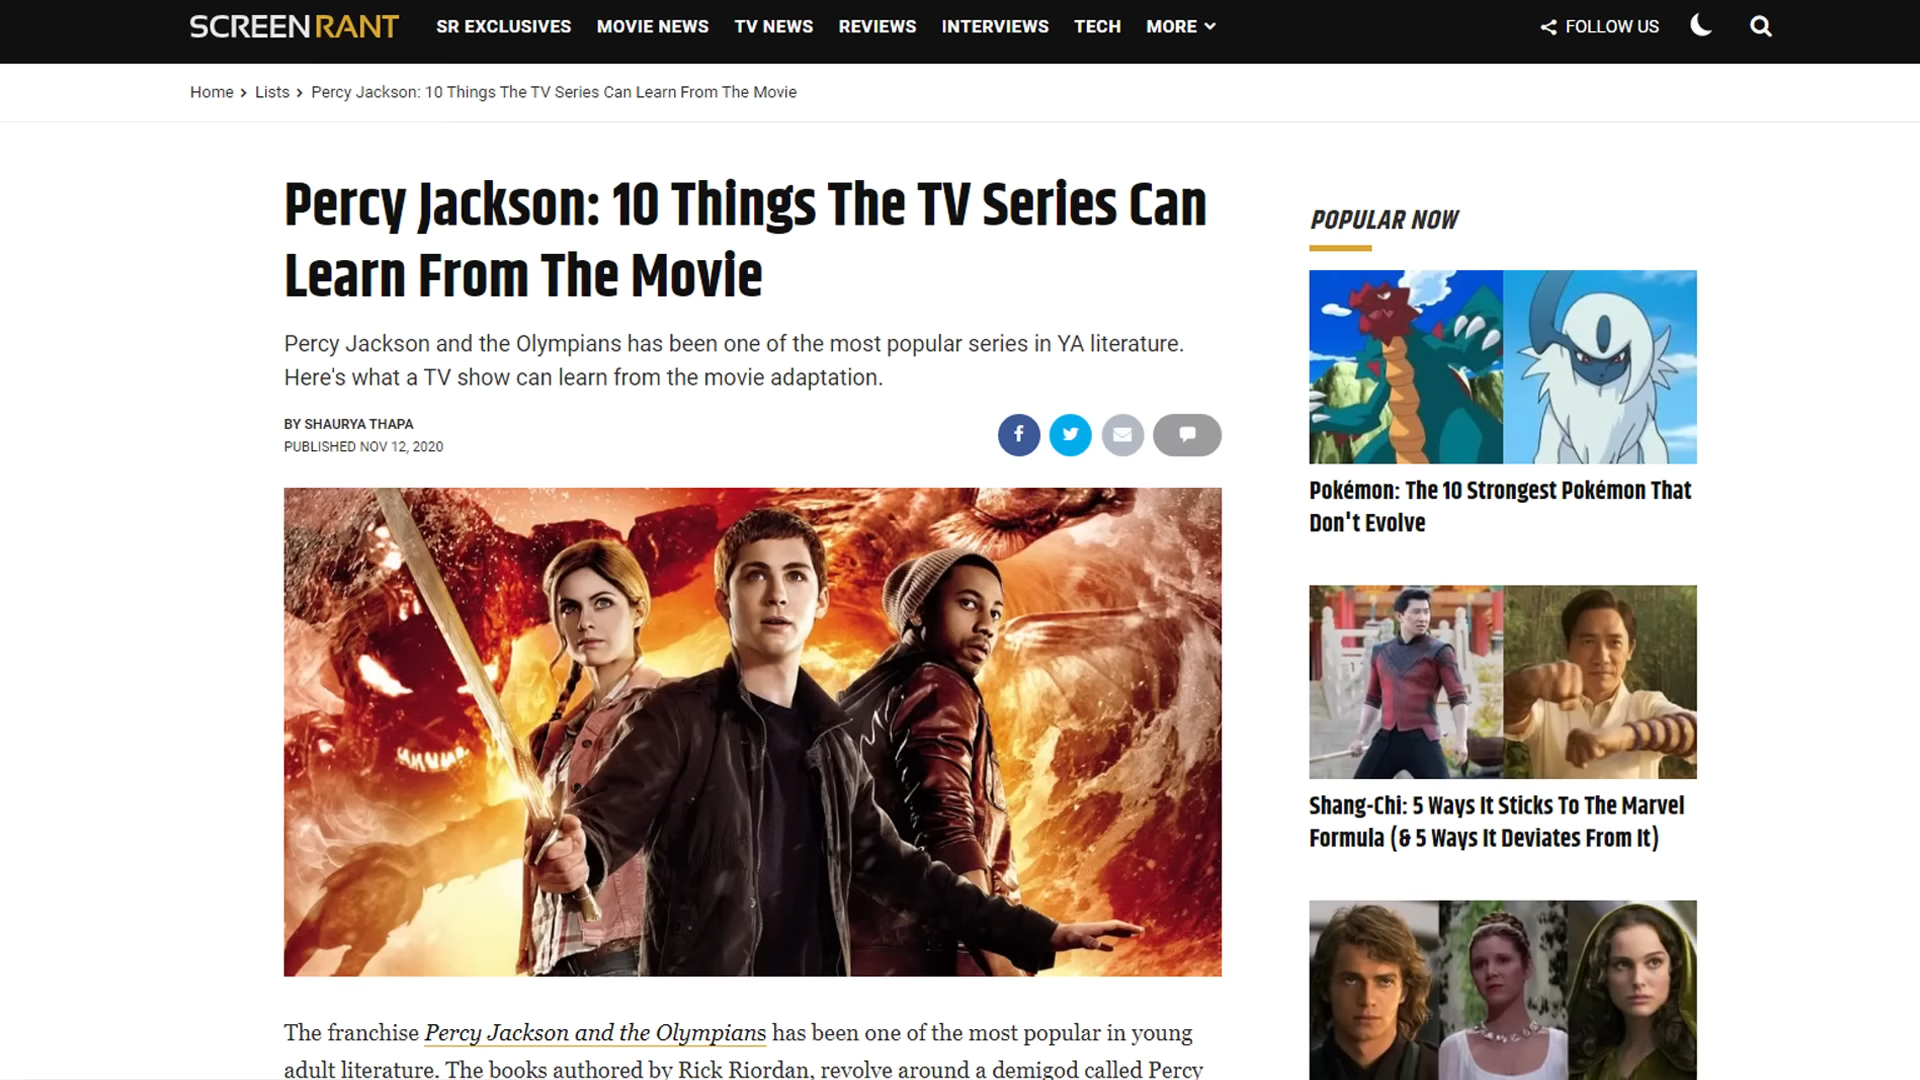 SCREENRANT
SR EXCLUSIVES MOVIE NEWS TV NEWS REVIEWS INTERVIEWS TECH MORE
FOLLOW US
Home › Lists › Percy Jackson: 10 Things The TV Series Can Learn From The Movie
Percy Jackson: 10 Things The TV Series Can
Learn From The Movie
Percy Jackson and the Olympians has been one of the most popular series in YA literature.
Here's what a TV show can learn from the movie adaptation.
BY SHAURYA THAPA
PUBLISHED NOV 12, 2020
The franchise Percy Jackson and the Olympians has been one of the most popular in young
adult literature. The books authored by Rick Riordan, revolve around a demigod called Percy
POPULAR NOW
Pokémon: The 10 Strongest Pokémon That
Don't Evolve
Shang-Chi: 5 Ways It Sticks To The Marvel
Formula (& 5 Ways It Deviates From It)